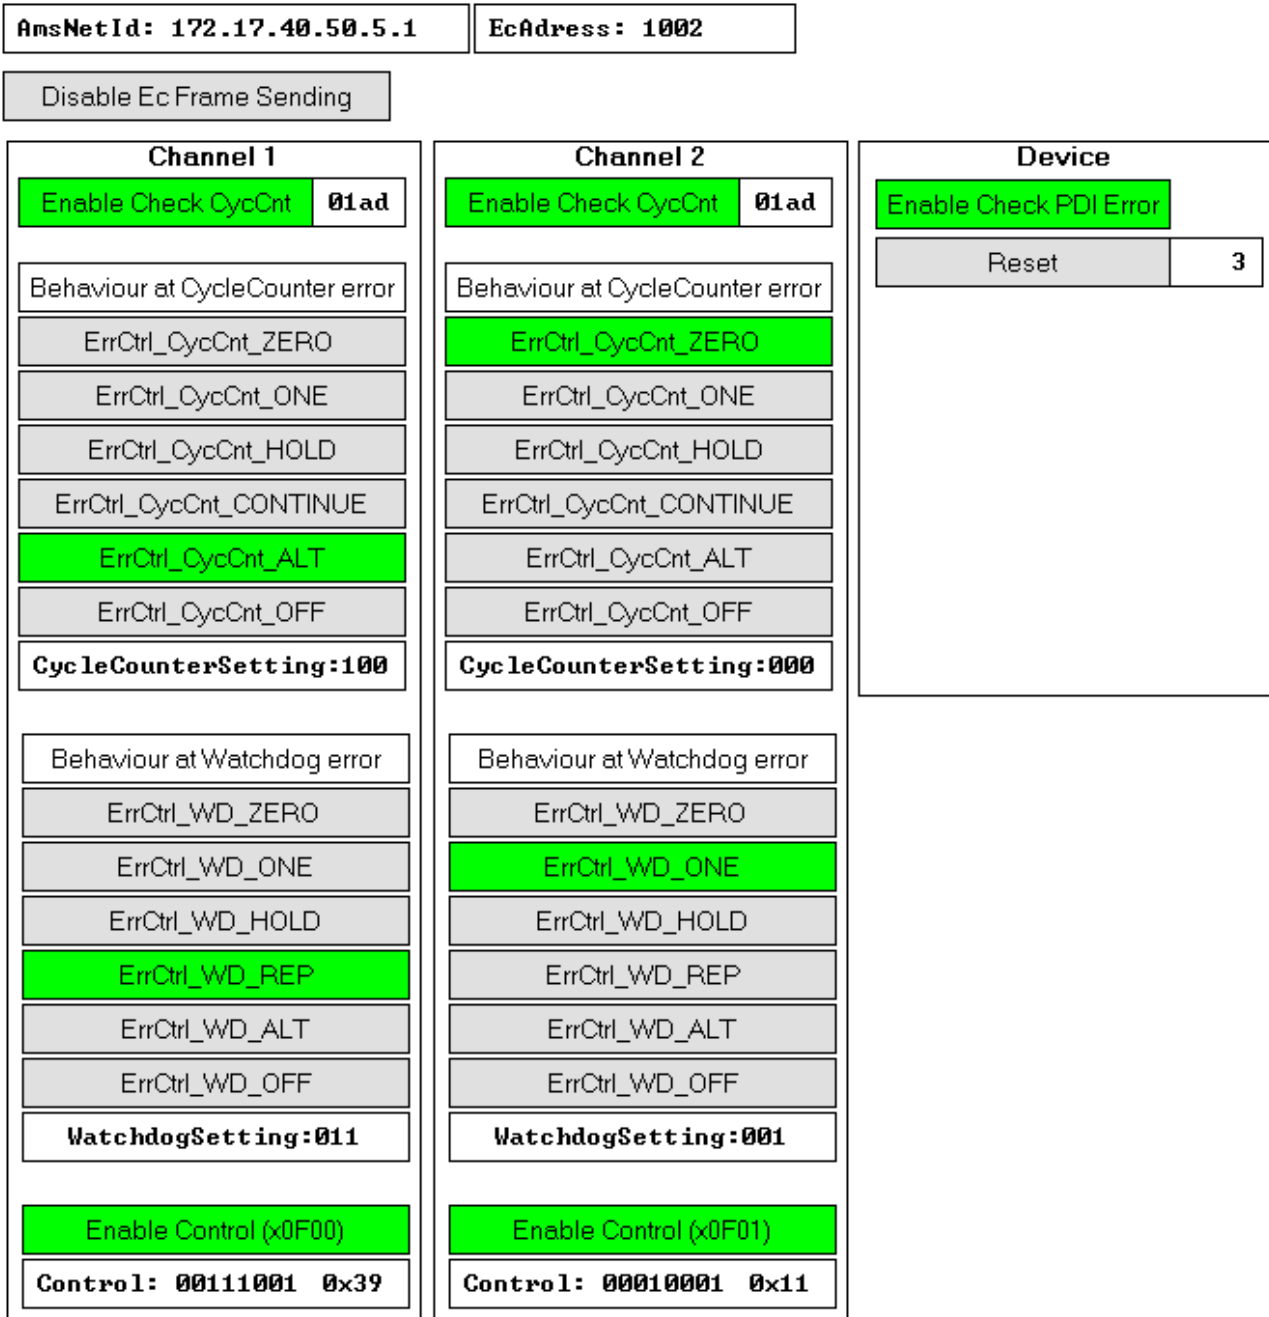 AmsNetId: 172.17.40.50.5.1
EcAdress: 1002
Disable Ec Frame Sending
Channel 1
Enable Check CycCnt 01ad
Behaviour at CycleCounter error
ErrCtrl_CycCnt_ZERO
ErrCtrl_CycCnt_ONE
ErrCtrl_CycCnt_HOLD
ErrCtrl_CycCnt_CONTINUE
ErrCtrl_CycCnt_ALT
ErrCtrl_CycCnt_OFF
CycleCounterSetting:100
Behaviour at Watchdog error
ErrCtrl_WD_ZERO
ErrCtrl_WD_ONE
ErrCtrl_WD_HOLD
ErrCtrl_WD_REP
ErrCtrl_WD_ALT
ErrCtrl_WD_OFF
WatchdogSetting:011
Enable Control (x0F00)
Control: 00111001 0x39
Channel 2
Enable Check CycCnt 01ad
Behaviour at CycleCounter error
ErrCtrl_CycCnt_ZERO
ErrCtrl_CycCnt_ONE
ErrCtrl_CycCnt_HOLD
ErrCtrl_CycCnt_CONTINUE
ErrCtrl_CycCnt_ALT
ErrCtrl_CycCnt_OFF
CycleCounterSetting:000
Behaviour at Watchdog error
ErrCtrl_WD_ZERO
ErrCtrl_WD_ONE
ErrCtrl_WD_HOLD
ErrCtrl_WD_REP
ErrCtrl_WD_ALT
ErrCtrl_WD_OFF
WatchdogSetting:001
Enable Control (x0F01)
Control: 00010001 0x11
Device
Enable Check PDI Error
Reset 3